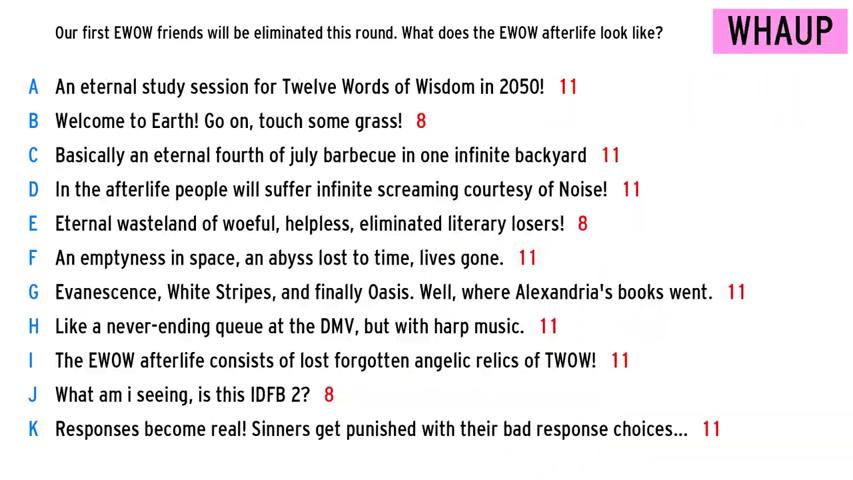 Our first EWOW friends will be eliminated this round. What does the EWOW afterlife look like?
WHAUP
A An eternal study session for Twelve Words of Wisdom in 2050! 11
B Welcome to Earth! Go on, touch some grass! 8
C Basically an eternal fourth of july barbecue in one infinite backyard 11
D In the afterlife people will suffer infinite screaming courtesy of Noise! 11
E Eternal wasteland of woeful, helpless, eliminated literary losers! 8
F An emptyness in space, an abyss lost to time, lives gone. 11
G Evanescence, White Stripes, and finally Oasis. Well, where Alexandria's books went. 11
H Like a never-ending queue at the DMV, but with harp music. 11
I The EWOW afterlife consists of lost forgotten angelic relics of TWOW! 11
J What am i seeing, is this IDFB 2? 8
K Responses become real! Sinners get punished with their bad response choices... 11